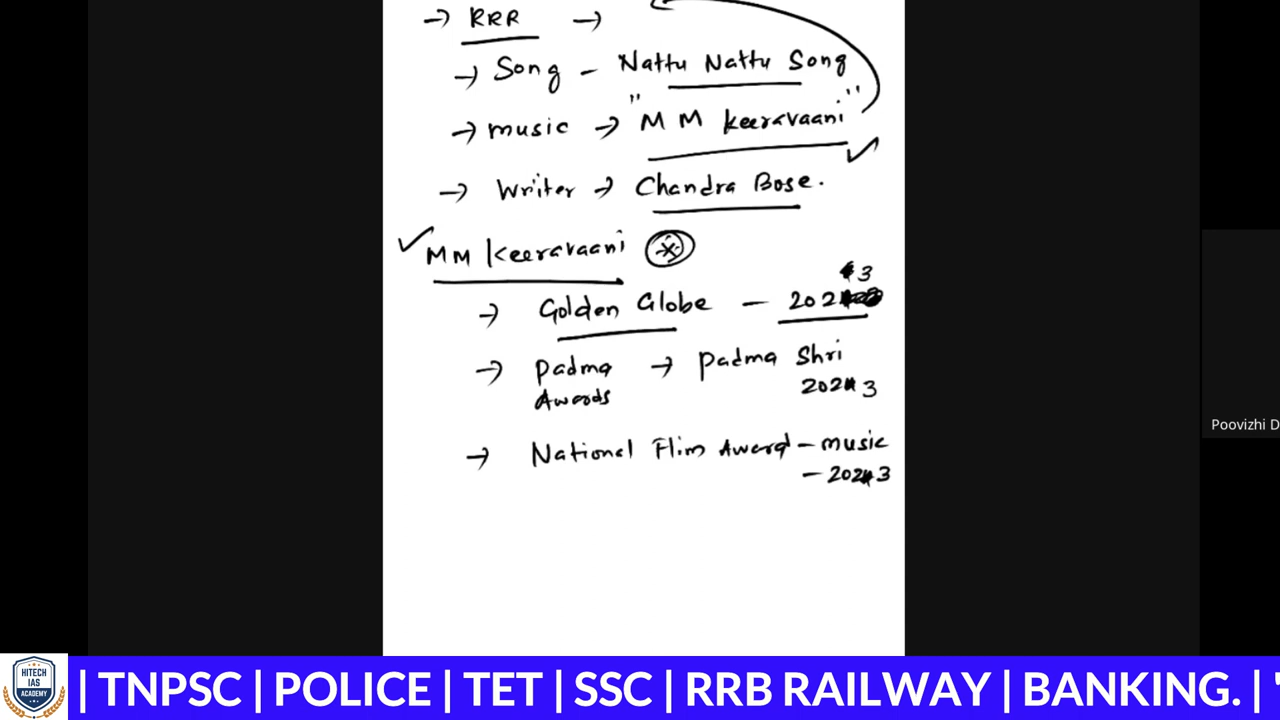 → RRR →
→ Song - Nattu Nattu Song
→ music → "M M Keeravaani"
→ Writer → Chandra Bose.
MM Keeravaani
→ Golden Globe - 2023
→ Padma Awards → Padma Shri 2023
→ National Flim Award - music - 2023
Poovizhi D
HITECH IAS ACADEMY
| TNPSC | POLICE | TET | SSC | RRB RAILWAY | BANKING. |